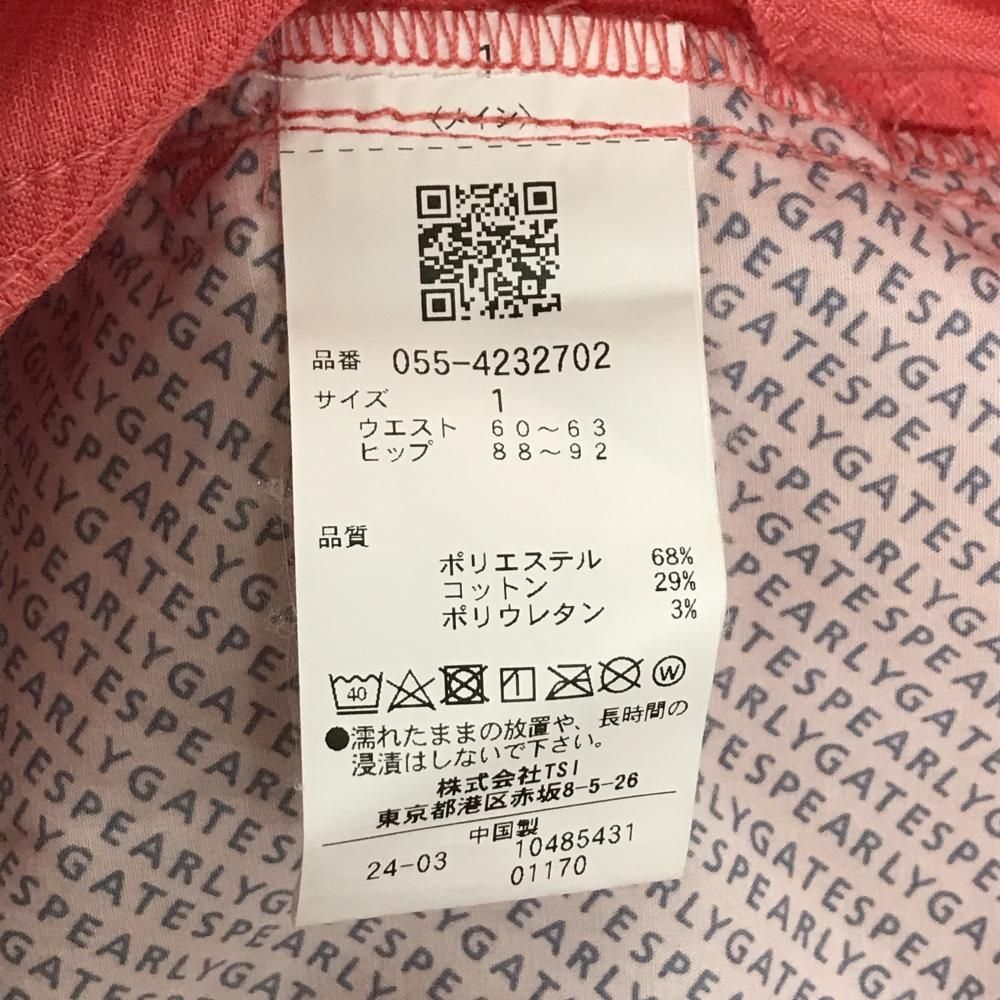 1
〈メイン〉
品番 055-4232702
サイズ 1
ウエスト 60～63
ヒップ 88～92
品質
ポリエステル 68%
コットン 29%
ポリウレタン 3%
40 W
●濡れたままの放置や、長時間の
浸漬はしないで下さい。
株式会社TSI
東京都港区赤坂8-5-26
中国製
24-03 10485431
01170
PEARLYGATES